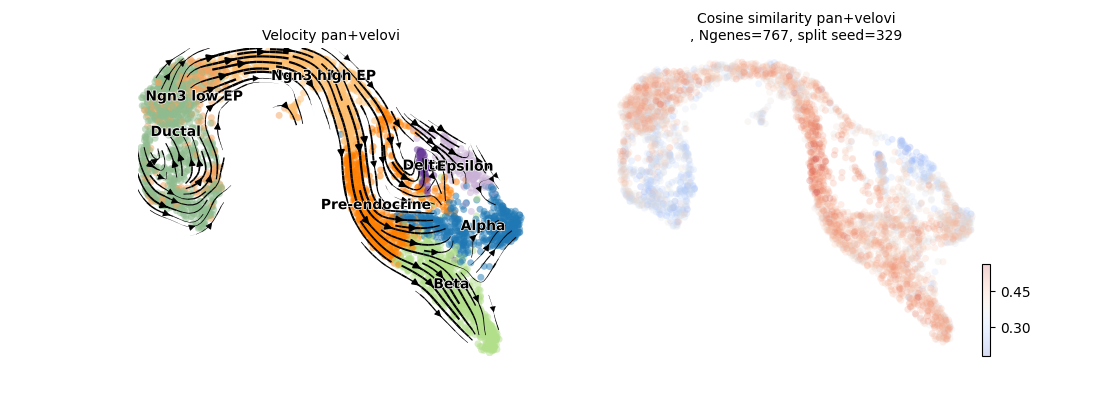 Velocity pan+velovi
Ngn3 high EP
Ngn3 low EP
Ductal
Delta
Epsilon
Pre-endocrine
Alpha
Beta
Cosine similarity pan+velovi
, Ngenes=767, split seed=329
0.45
0.30